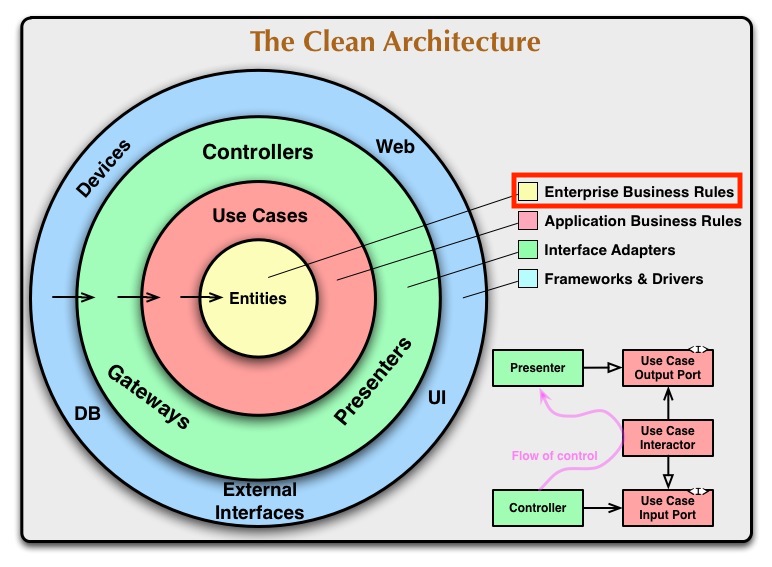 The Clean Architecture
Devices
Web
Controllers
Use Cases
Entities
Gateways
Presenters
DB
UI
External
Interfaces
Enterprise Business Rules
Application Business Rules
Interface Adapters
Frameworks & Drivers
Presenter
<I>
Use Case
Output Port
Use Case
Interactor
Flow of control
Controller
<I>
Use Case
Input Port